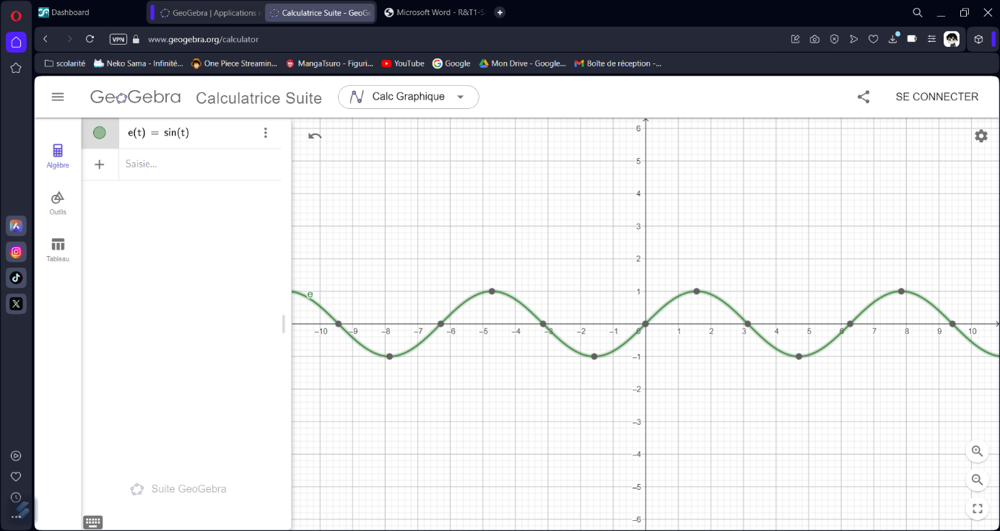 Dashboard
GeoGebra | Applications
Calculatrice Suite - GeoGe
Microsoft Word - R&T1-S
VPN
www.geogebra.org/calculator
scolarité
Neko Sama - Infinité...
One Piece Streamin...
MangaTsuro - Figuri...
YouTube
Google
Mon Drive - Google...
Boîte de réception -...
GeoGebra
Calculatrice Suite
Calc Graphique
SE CONNECTER
Algèbre
Outils
Tableau
e(t) = sin(t)
Saisie...
Suite GeoGebra
e
6
5
4
3
2
1
–10 –9 –8 –7 –6 –5 –4 –3 –2 –1 0 1 2 3 4 5 6 7 8 9 10
–1
–2
–3
–4
–5
–6